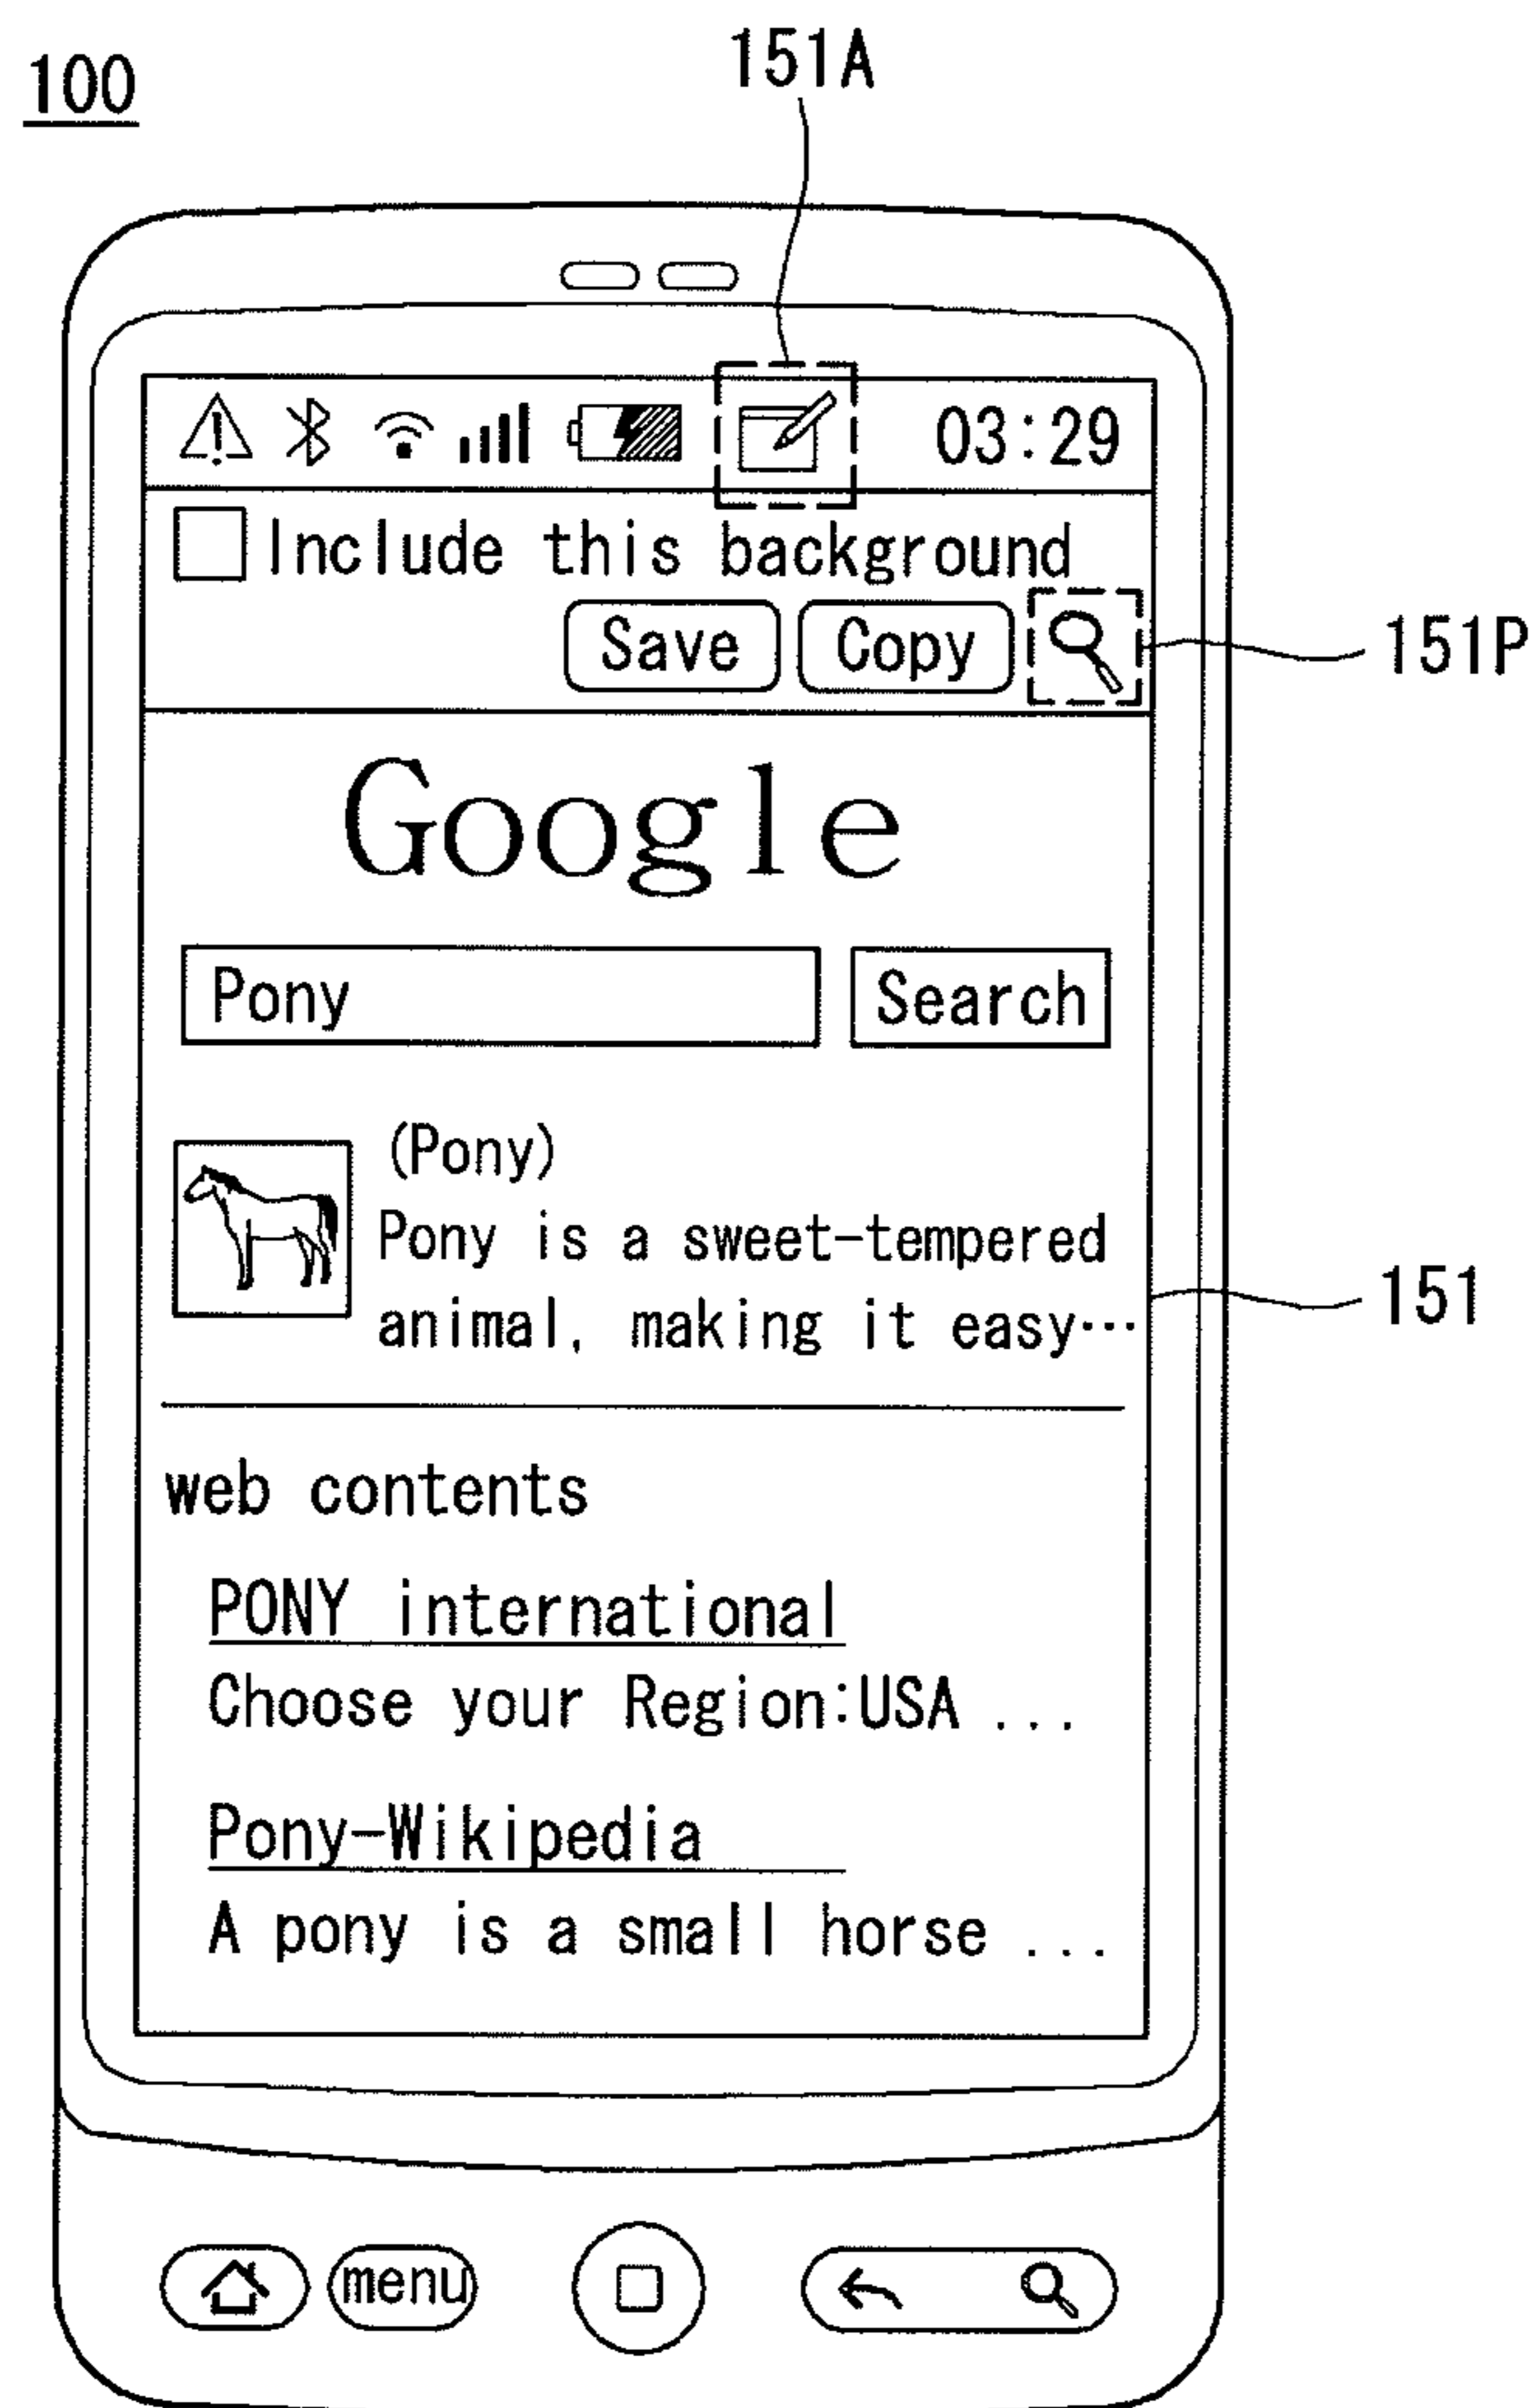 100
151A
03:29
Include this background
Save Copy
151P
Google
Pony Search
(Pony)
Pony is a sweet-tempered
animal, making it easy…
151
web contents
PONY international
Choose your Region:USA ...
Pony-Wikipedia
A pony is a small horse ...
menu